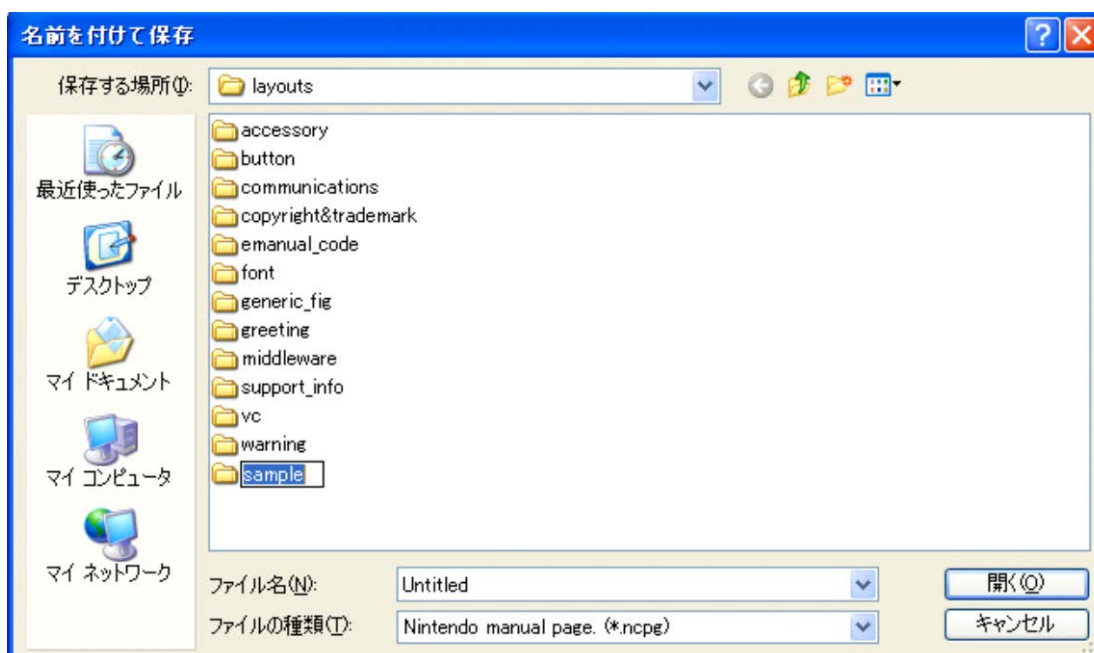 名前を付けて保存
保存する場所(I):
layouts
最近使ったファイル
デスクトップ
マイ ドキュメント
マイ コンピュータ
マイ ネットワーク
accessory
button
communications
copyright&trademark
emanual_code
font
generic_fig
greeting
middleware
support_info
vc
warning
sample
ファイル名(N): Untitled 開く(O)
ファイルの種類(T): Nintendo manual page. (*.ncpg) キャンセル